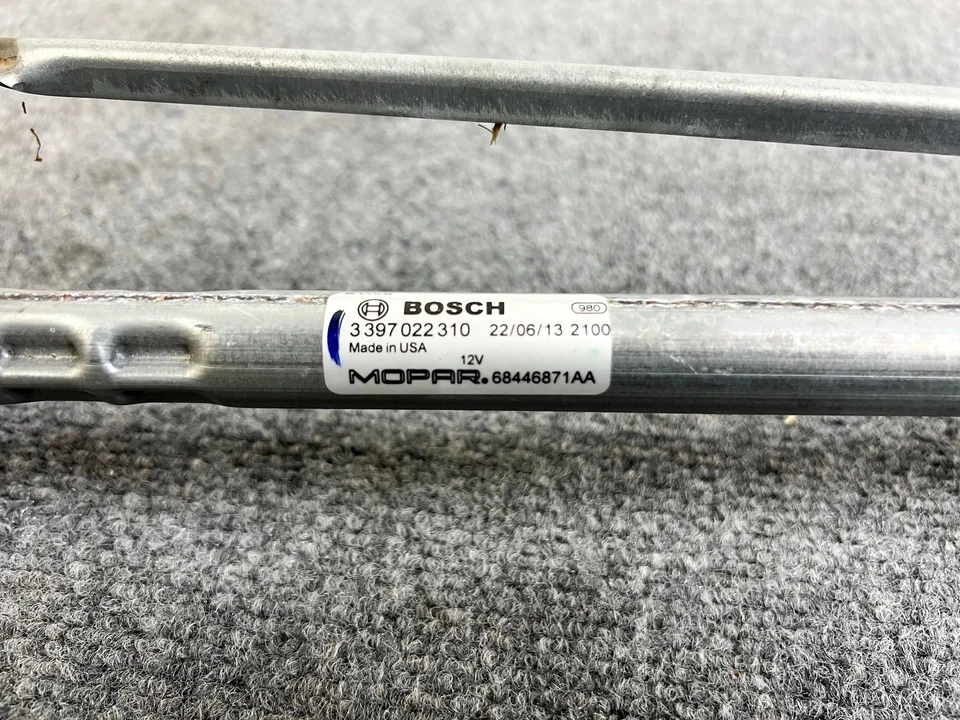 BOSCH 980
3 397 022 310 22/06/13 2100
Made in USA
12V
MOPAR. 68446871AA